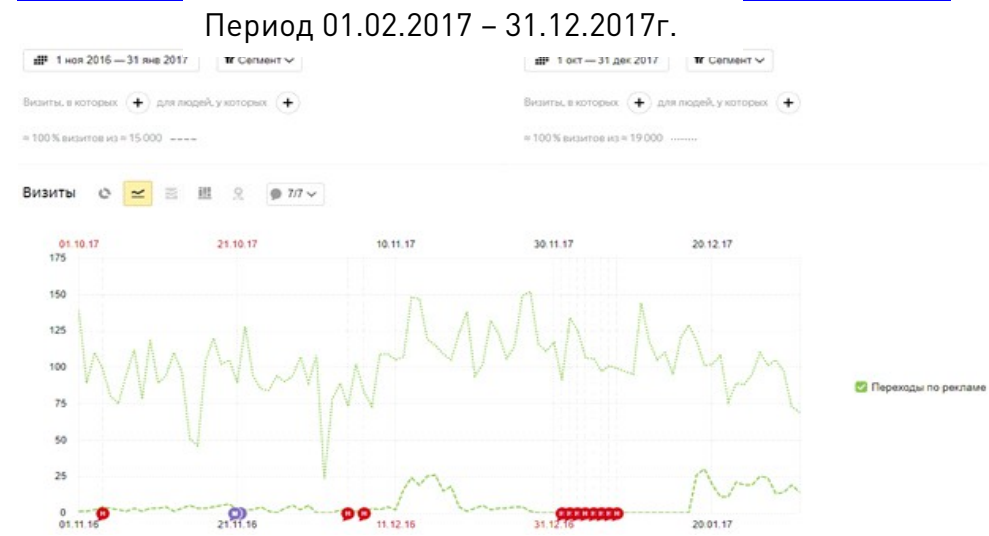 Период 01.02.2017 – 31.12.2017г.
1 ноя 2016 — 31 янв 2017 Сегмент 1 окт — 31 дек 2017 Сегмент
Визиты, в которых + для людей, у которых + Визиты, в которых + для людей, у которых +
≈ 100 % визитов из ≈ 15 000 ≈ 100 % визитов из ≈ 19 000
Визиты 7/7
01.10.17 21.10.17 10.11.17 30.11.17 20.12.17
175
150
125
100
Переходы по рекламе
75
50
25
0
01.11.16 21.11.16 11.12.16 31.12.16 20.01.17